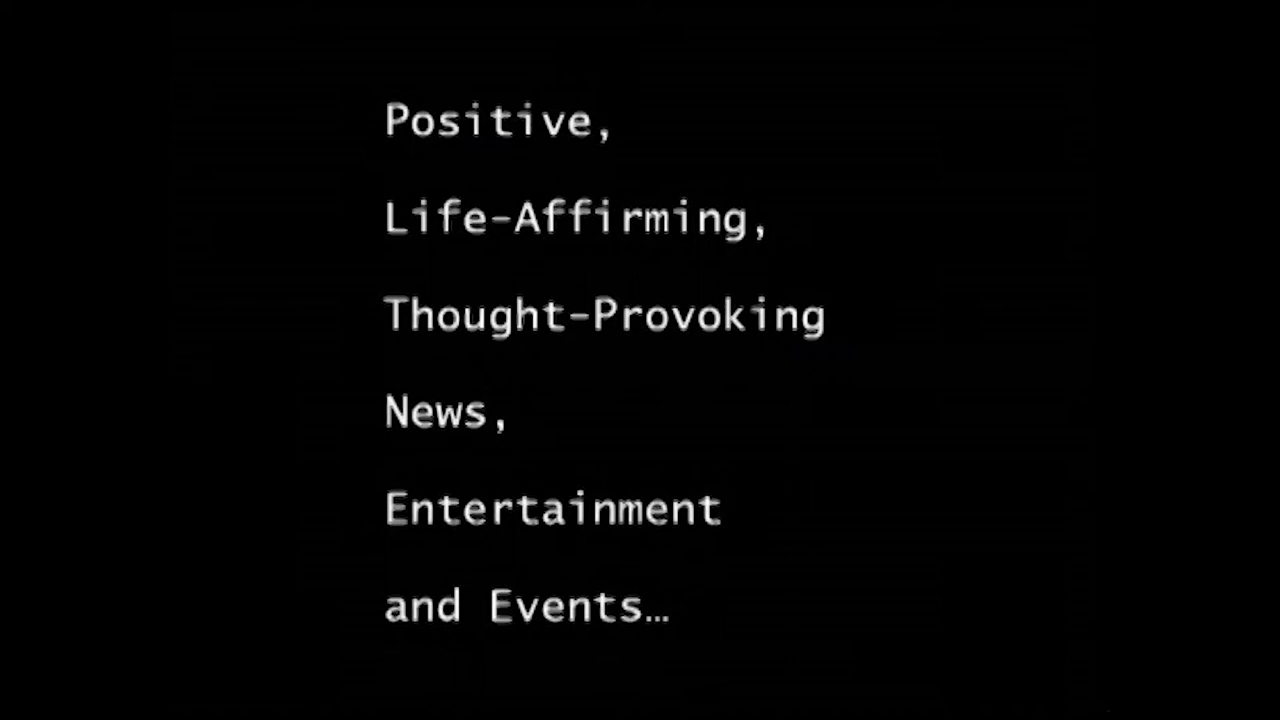 Positive,
Life-Affirming,
Thought-Provoking
News,
Entertainment
and Events…